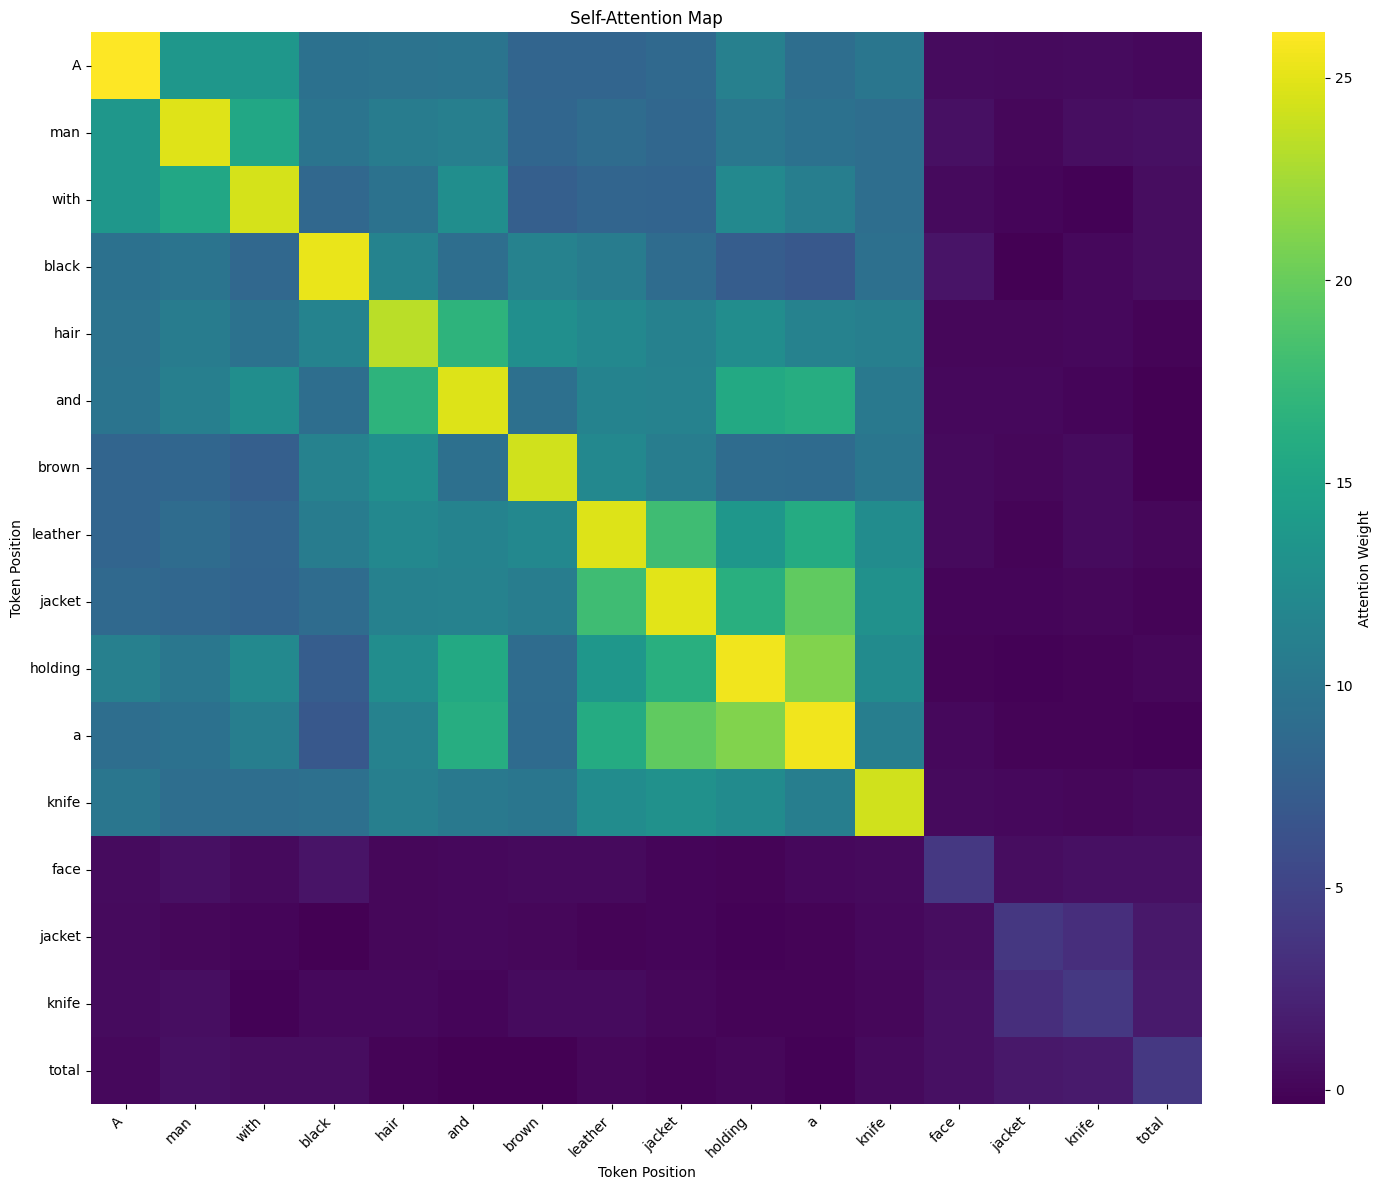 Self-Attention Map
Token Position
A
man
with
black
hair
and
brown
leather
jacket
holding
a
knife
face
jacket
knife
total
A
man
with
black
hair
and
brown
leather
jacket
holding
a
knife
face
jacket
knife
total
Token Position
25
20
15
10
5
0
Attention Weight